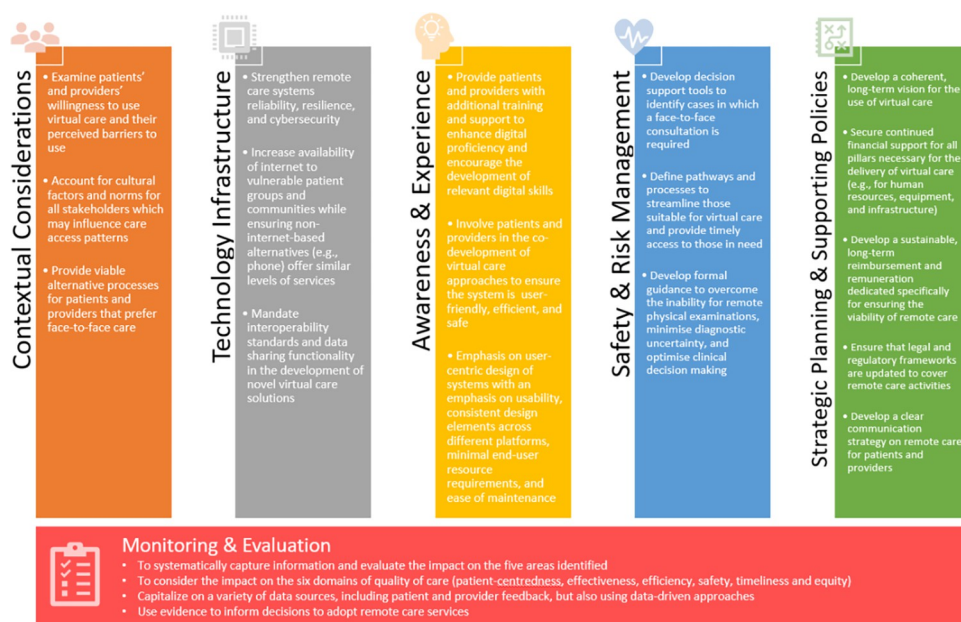 Contextual Considerations
• Examine patients'
and providers'
willingness to use
virtual care and their
perceived barriers to
use
• Account for cultural
factors and norms for
all stakeholders which
may influence care
access patterns
• Provide viable
alternative processes
for patients and
providers that prefer
face-to-face care
Technology Infrastructure
• Strengthen remote
care systems
reliability, resilience,
and cybersecurity
• Increase availability
of internet to
vulnerable patient
groups and
communities while
ensuring non-
internet-based
alternatives (e.g.,
phone) offer similar
levels of services
• Mandate
interoperability
standards and data
sharing functionality
in the development of
novel virtual care
solutions
Awareness & Experience
• Provide patients
and providers with
additional training
and support to
enhance digital
proficiency and
encourage the
development of
relevant digital skills
• Involve patients and
providers in the co-
development of
virtual care
approaches to ensure
the system is user-
friendly, efficient, and
safe
• Emphasis on user-
centric design of
systems with an
emphasis on usability,
consistent design
elements across
different platforms,
minimal end-user
resource
requirements, and
ease of maintenance
Safety & Risk Management
• Develop decision
support tools to
identify cases in which
a face-to-face
consultation is
required
• Define pathways and
processes to
streamline those
suitable for virtual care
and provide timely
access to those in need
• Develop formal
guidance to overcome
the inability for remote
physical examinations,
minimise diagnostic
uncertainty, and
optimise clinical
decision making
Strategic Planning & Supporting Policies
• Develop a coherent,
long-term vision for the
use of virtual care
• Secure continued
financial support for all
pillars necessary for the
delivery of virtual care
(e.g., for human
resources, equipment,
and infrastructure)
• Develop a sustainable,
long-term
reimbursement and
remuneration
dedicated specifically
for ensuring the
viability of remote care
• Ensure that legal and
regulatory frameworks
are updated to cover
remote care activities
• Develop a clear
communication
strategy on remote care
for patients and
providers
Monitoring & Evaluation
• To systematically capture information and evaluate the impact on the five areas identified
• To consider the impact on the six domains of quality of care (patient-centredness, effectiveness, efficiency, safety, timeliness and equity)
• Capitalize on a variety of data sources, including patient and provider feedback, but also using data-driven approaches
• Use evidence to inform decisions to adopt remote care services